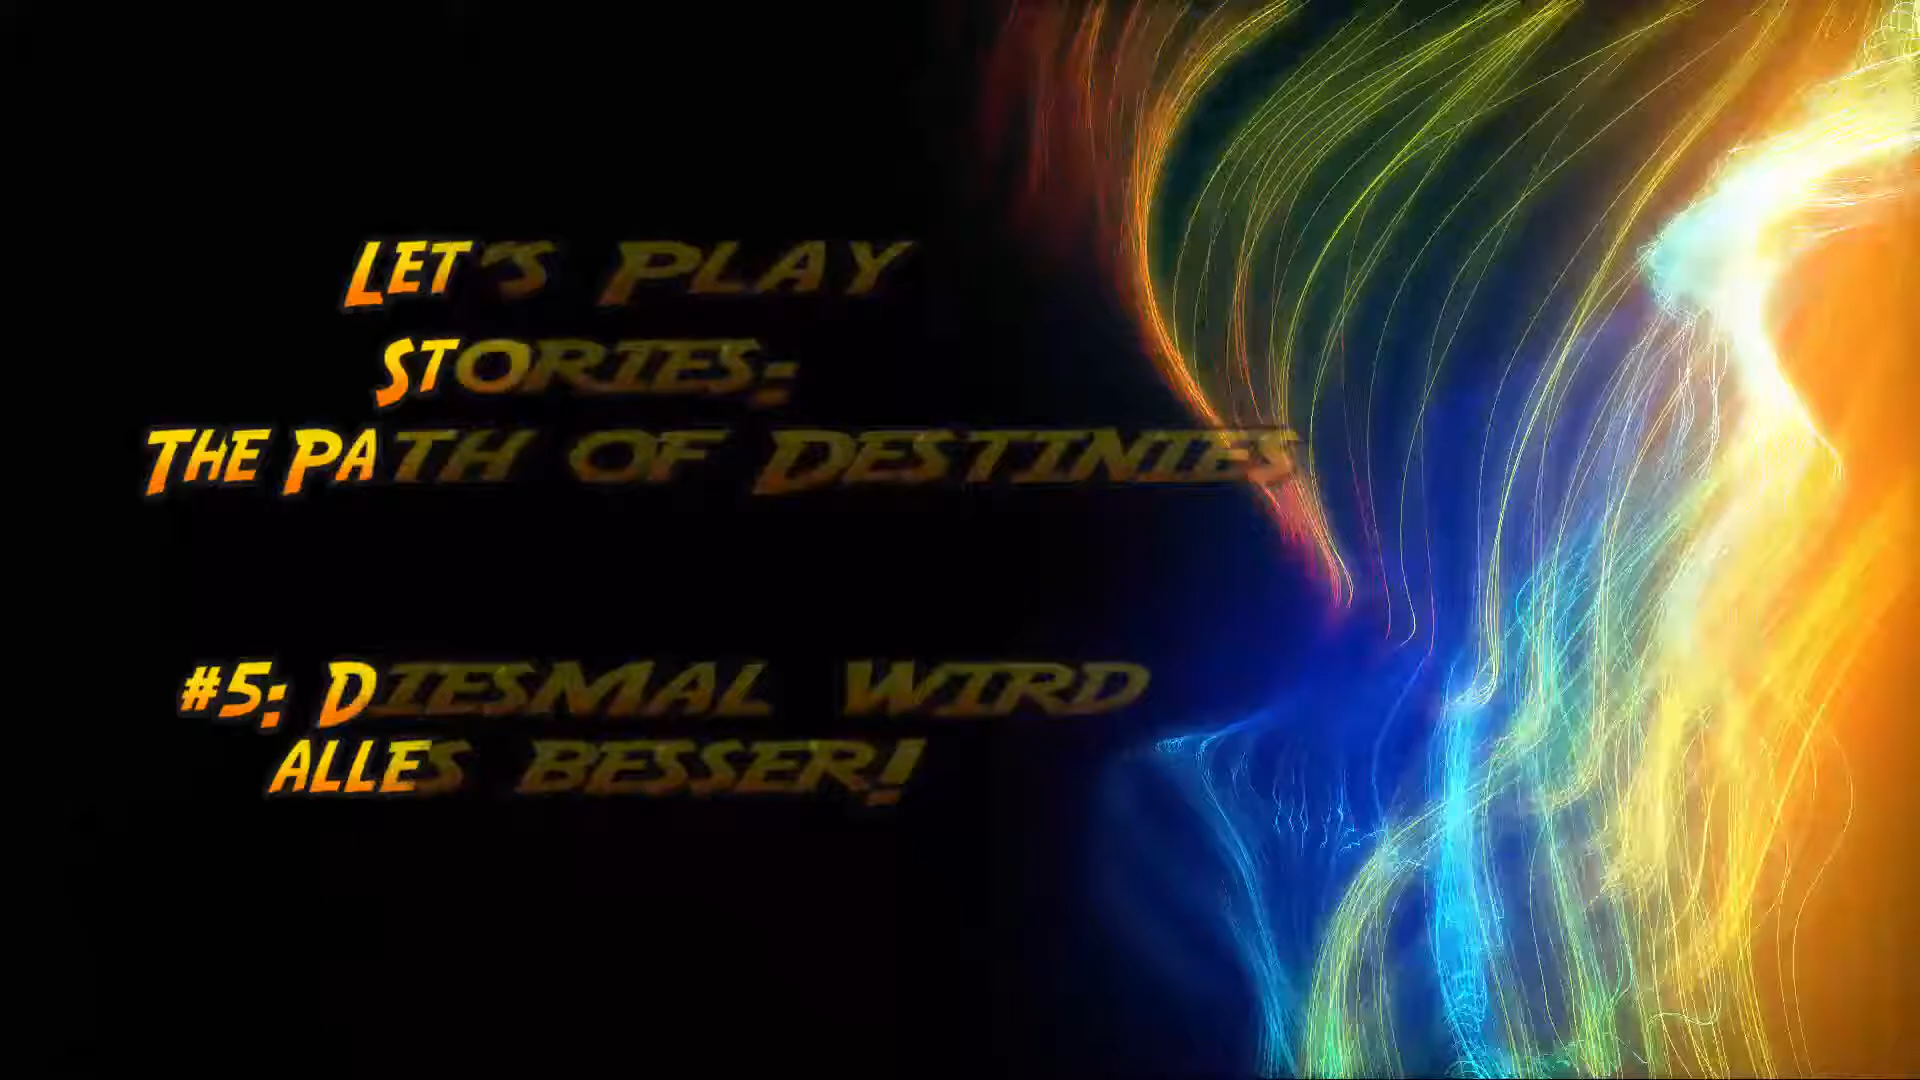 Let's Play
Stories:
The Path of Destinies
#5: Diesmal wird
alles besser!